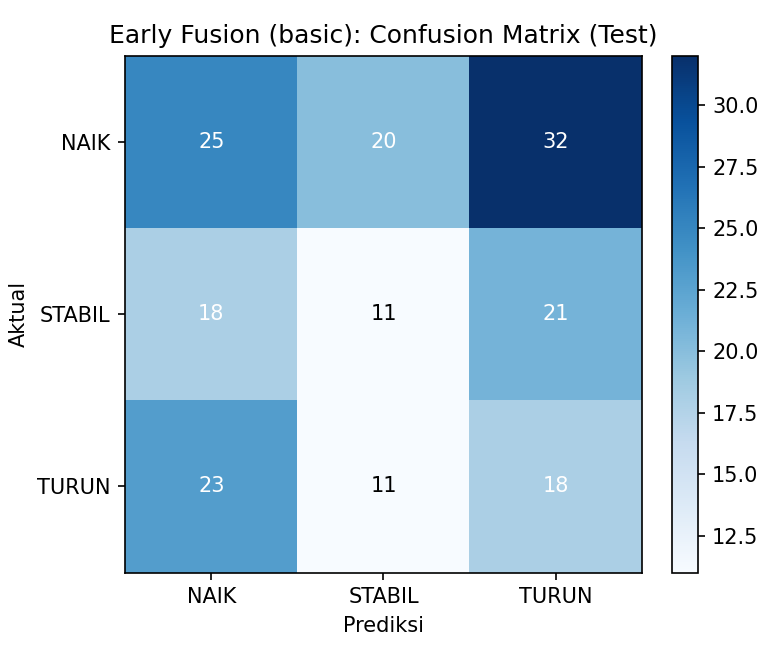 Early Fusion (basic): Confusion Matrix (Test)
NAIK 25 20 32
STABIL 18 11 21
TURUN 23 11 18
NAIK STABIL TURUN
Prediksi
Aktual
30.0
27.5
25.0
22.5
20.0
17.5
15.0
12.5